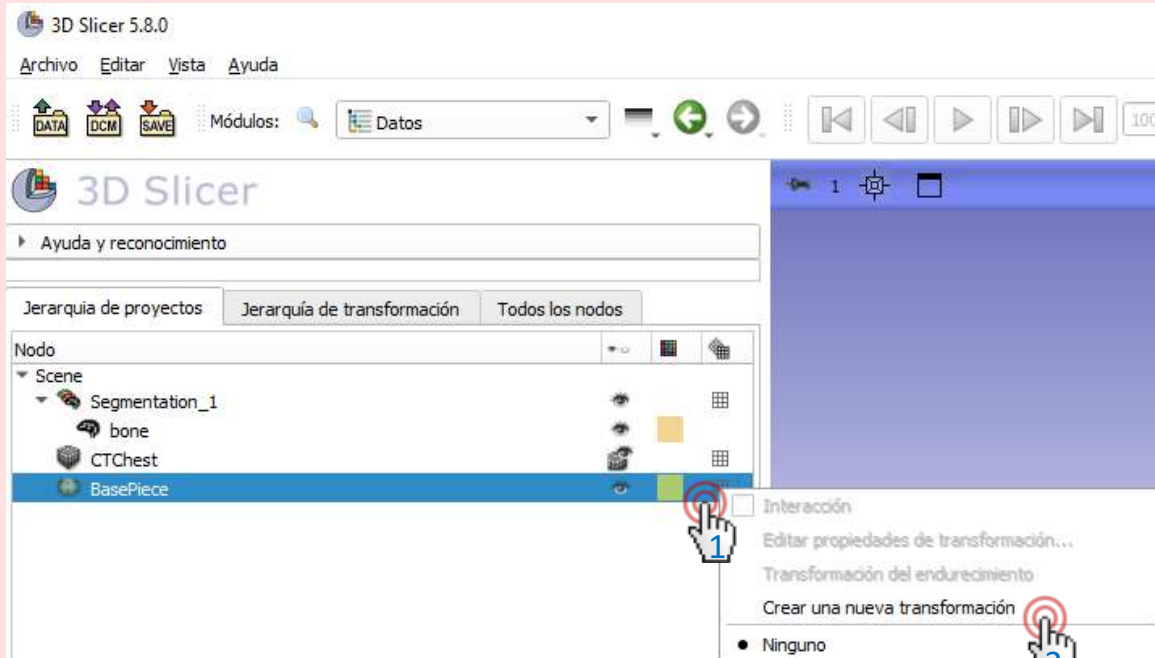 3D Slicer 5.8.0
Archivo Editar Vista Ayuda
DATA DCM SAVE Módulos: Datos 100
3D Slicer 1
Ayuda y reconocimiento
Jerarquia de proyectos Jerarquía de transformación Todos los nodos
Nodo
Scene
Segmentation_1
bone
CTChest
BasePiece
Interacción
1 Editar propiedades de transformación...
Transformación del endurecimiento
Crear una nueva transformación
Ninguno
2